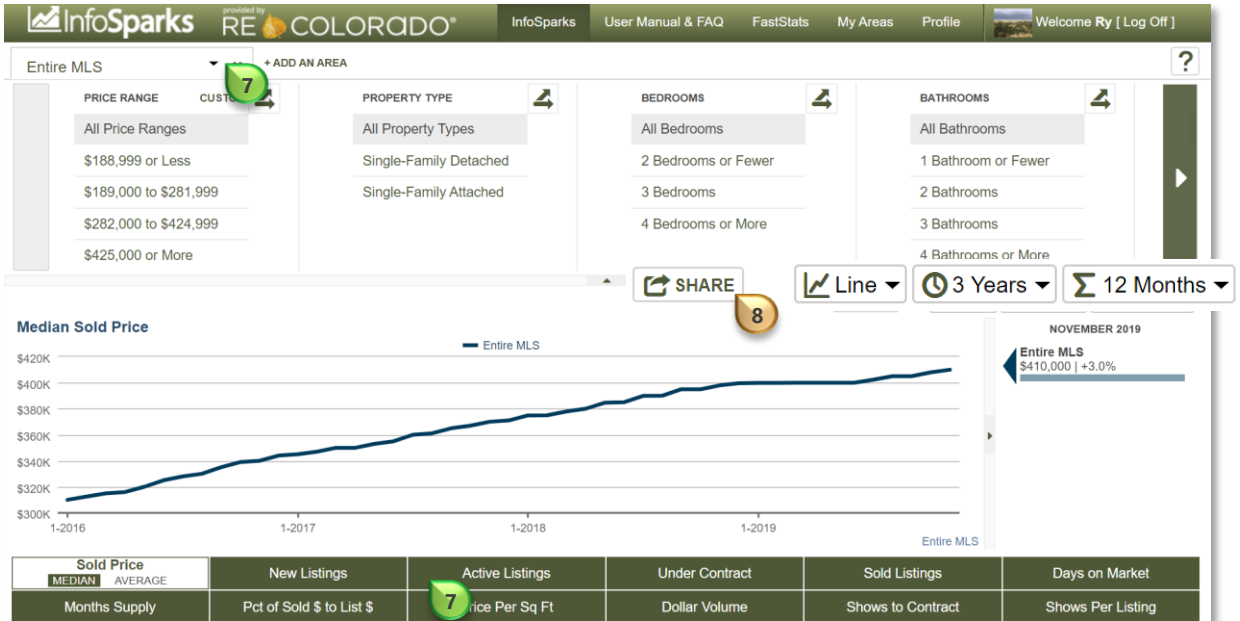 InfoSparks provided by RE COLORADO® InfoSparks User Manual & FAQ FastStats My Areas Profile Welcome Ry [ Log Off ]
Entire MLS 7 + ADD AN AREA ?
PRICE RANGE PROPERTY TYPE BEDROOMS BATHROOMS
All Price Ranges All Property Types All Bedrooms All Bathrooms
$188,999 or Less Single-Family Detached 2 Bedrooms or Fewer 1 Bathroom or Fewer
$189,000 to $281,999 Single-Family Attached 3 Bedrooms 2 Bathrooms
$282,000 to $424,999 4 Bedrooms or More 3 Bathrooms
$425,000 or More 4 Bathrooms or More
SHARE 8 Line 3 Years Σ 12 Months
Median Sold Price
Entire MLS
NOVEMBER 2019
Entire MLS
$410,000 | +3.0%
$420K
$400K
$380K
$360K
$340K
$320K
$300K
1-2016 1-2017 1-2018 1-2019
Entire MLS
Sold Price
MEDIAN AVERAGE
New Listings Active Listings Under Contract Sold Listings Days on Market
Months Supply Pct of Sold $ to List $ 7 Per Sq Ft Dollar Volume Shows to Contract Shows Per Listing